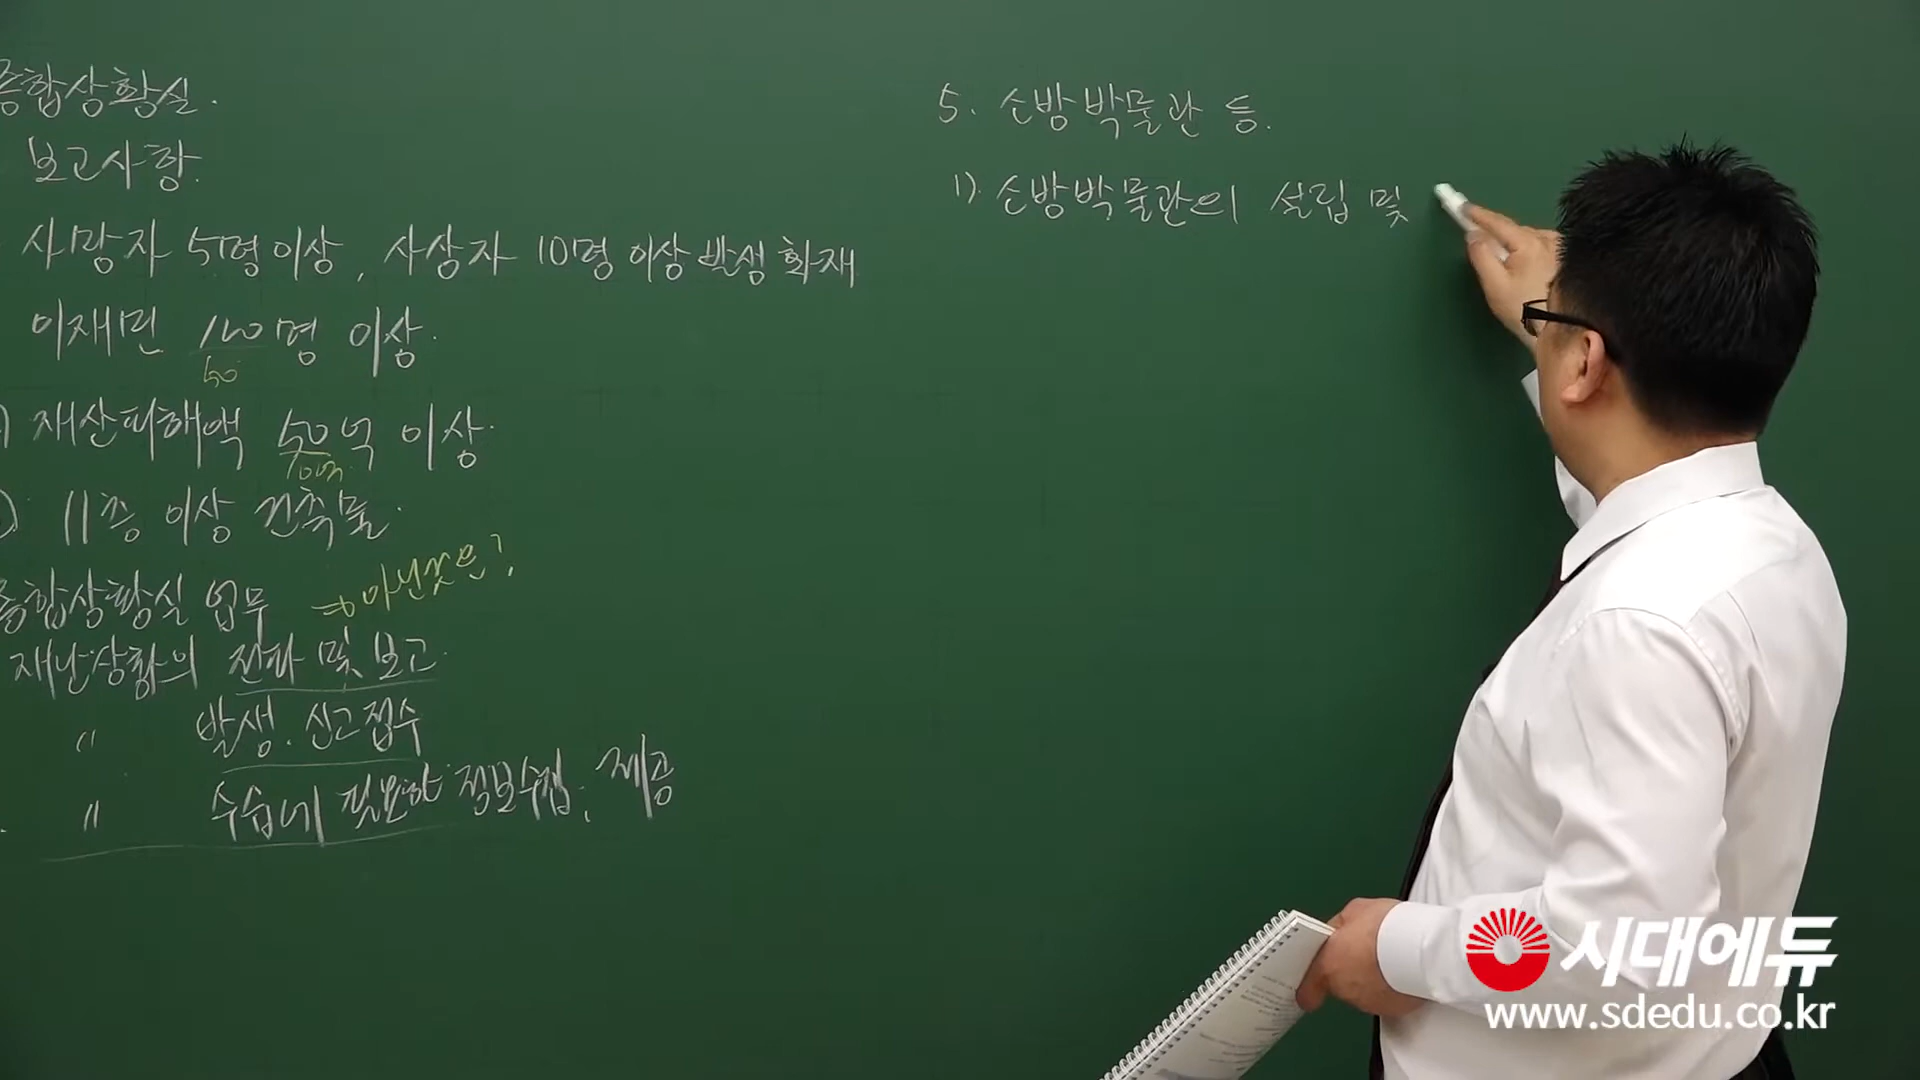 종합상황실.
보고사항.
사망자 5명 이상, 사상자 10명 이상 발생 화재
이재민 100명 이상.
50
재산피해액 50억 이상.
11층 이상 건축물.
종합상황실 업무 ⇒ 아닌것은?
재난상황의 전파 및 보고.
〃 발생. 신고접수
〃 수습에 필요한 정보수집, 제공
5. 소방박물관 등.
1). 소방박물관의 설립 및
시대에듀
www.sdedu.co.kr